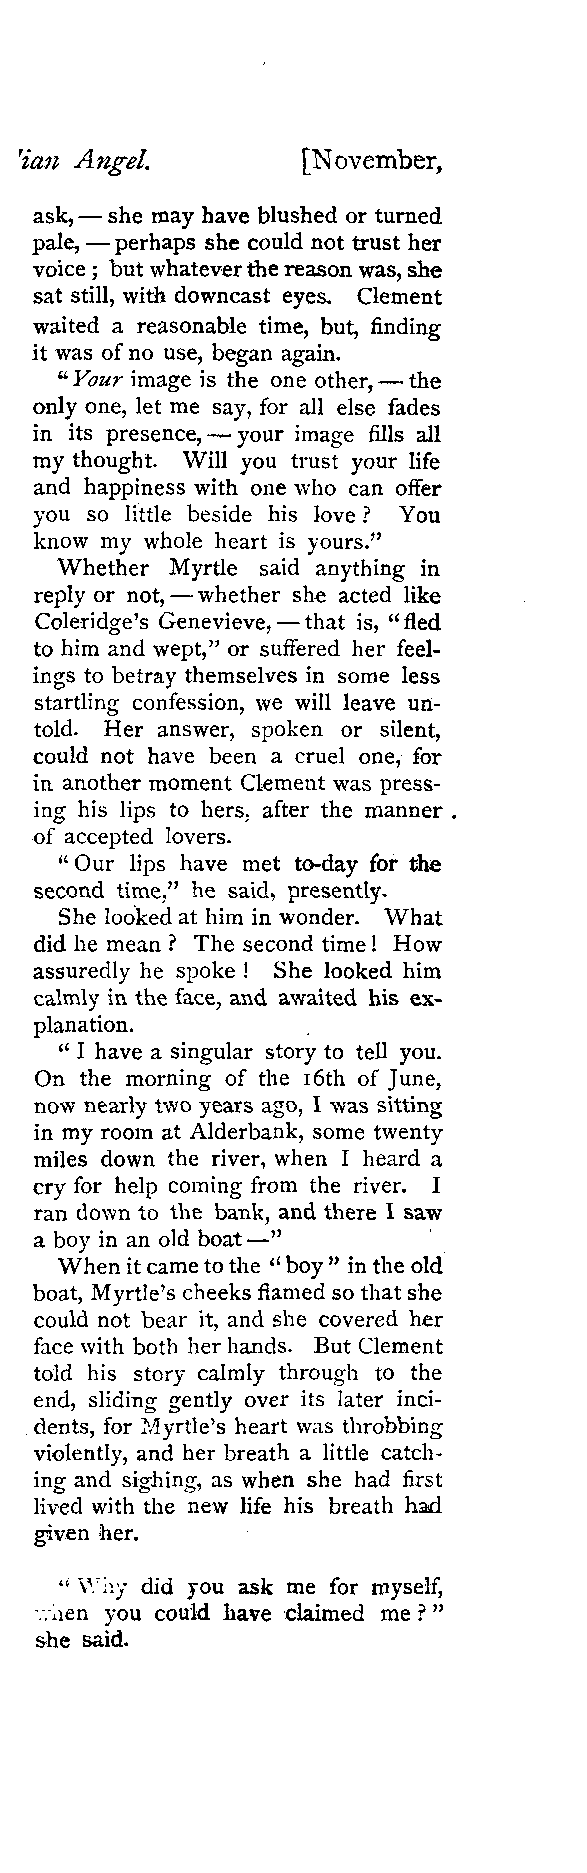 'ian Angel. [November,
ask, — she may have blushed or turned
pale, — perhaps she could not trust her
voice ; but whatever the reason was, she
sat still, with downcast eyes. Clement
waited a reasonable time, but, finding
it was of no use, began again.
“ Your image is the one other, — the
only one, let me say, for all else fades
in its presence, — your image fills all
my thought. Will you trust your life
and happiness with one who can offer
you so little beside his love ? You
know my whole heart is yours.”
Whether Myrtle said anything in
reply or not, — whether she acted like
Coleridge's Genevieve, — that is, “ fled
to him and wept,” or suffered her feel-
ings to betray themselves in some less
startling confession, we will leave un-
told. Her answer, spoken or silent,
could not have been a cruel one, for
in another moment Clement was press-
ing his lips to hers, after the manner
of accepted lovers.
“ Our lips have met to-day for the
second time,” he said, presently.
She looked at him in wonder. What
did he mean ? The second time ! How
assuredly he spoke ! She looked him
calmly in the face, and awaited his ex-
planation.
“ I have a singular story to tell you.
On the morning of the 16th of June,
now nearly two years ago, I was sitting
in my room at Alderbank, some twenty
miles down the river, when I heard a
cry for help coming from the river. I
ran down to the bank, and there I saw
a boy in an old boat — ”
When it came to the “ boy ” in the old
boat, Myrtle's cheeks flamed so that she
could not bear it, and she covered her
face with both her hands. But Clement
told his story calmly through to the
end, sliding gently over its later inci-
dents, for Myrtle's heart was throbbing
violently, and her breath a little catch-
ing and sighing, as when she had first
lived with the new life his breath had
given her.
“ Why did you ask me for myself,
when you could have claimed me ? ”
she said.